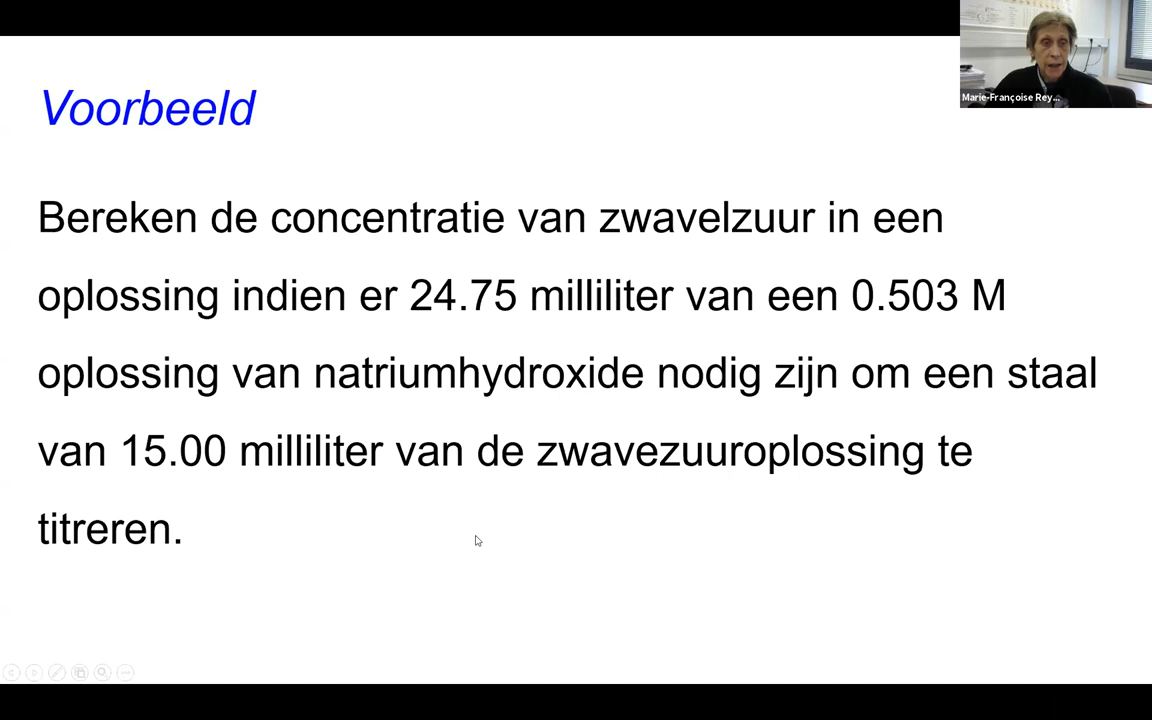 Marie-Françoise Rey...
Voorbeeld
Bereken de concentratie van zwavelzuur in een
oplossing indien er 24.75 milliliter van een 0.503 M
oplossing van natriumhydroxide nodig zijn om een staal
van 15.00 milliliter van de zwavezuuroplossing te
titreren.